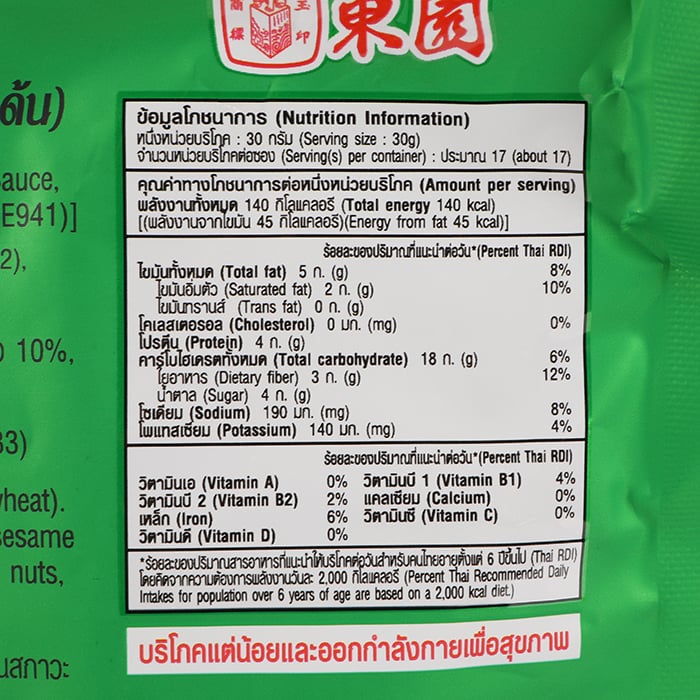 商標
玉印
東園
ด้น)
auce,
E941)]
2),
10%,
33)
heat).
esame
nuts,
นสภาวะ
ข้อมูลโภชนาการ (Nutrition Information)
หนึ่งหน่วยบริโภค : 30 กรัม (Serving size : 30g)
จำนวนหน่วยบริโภคต่อซอง (Serving(s) per container) : ประมาณ 17 (about 17)
คุณค่าทางโภชนาการต่อหนึ่งหน่วยบริโภค (Amount per serving)
พลังงานทั้งหมด 140 กิโลแคลอรี (Total energy 140 kcal)
[(พลังงานจากไขมัน 45 กิโลแคลอรี)(Energy from fat 45 kcal)]
ร้อยละของปริมาณที่แนะนำต่อวัน*(Percent Thai RDI)
ไขมันทั้งหมด (Total fat) 5 ก. (g) 8%
ไขมันอิ่มตัว (Saturated fat) 2 ก. (g) 10%
ไขมันทรานส์ (Trans fat) 0 ก. (g)
โคเลสเตอรอล (Cholesterol) 0 มก. (mg) 0%
โปรตีน (Protein) 4 ก. (g)
คาร์โบไฮเดรตทั้งหมด (Total carbohydrate) 18 ก. (g) 6%
ใยอาหาร (Dietary fiber) 3 ก. (g) 12%
น้ำตาล (Sugar) 4 ก. (g)
โซเดียม (Sodium) 190 มก. (mg) 8%
โพแทสเซียม (Potassium) 140 มก. (mg) 4%
ร้อยละของปริมาณที่แนะนำต่อวัน*(Percent Thai RDI)
วิตามินเอ (Vitamin A) 0% วิตามินบี 1 (Vitamin B1) 4%
วิตามินบี 2 (Vitamin B2) 2% แคลเซียม (Calcium) 0%
เหล็ก (Iron) 6% วิตามินซี (Vitamin C) 0%
วิตามินดี (Vitamin D) 0%
*ร้อยละของปริมาณสารอาหารที่แนะนำให้บริโภคต่อวันสำหรับคนไทยอายุตั้งแต่ 6 ปีขึ้นไป (Thai RDI)
โดยคิดจากความต้องการพลังงานวันละ 2,000 กิโลแคลอรี (Percent Thai Recommended Daily
Intakes for population over 6 years of age are based on a 2,000 kcal diet.)
บริโภคแต่น้อยและออกกำลังกายเพื่อสุขภาพ